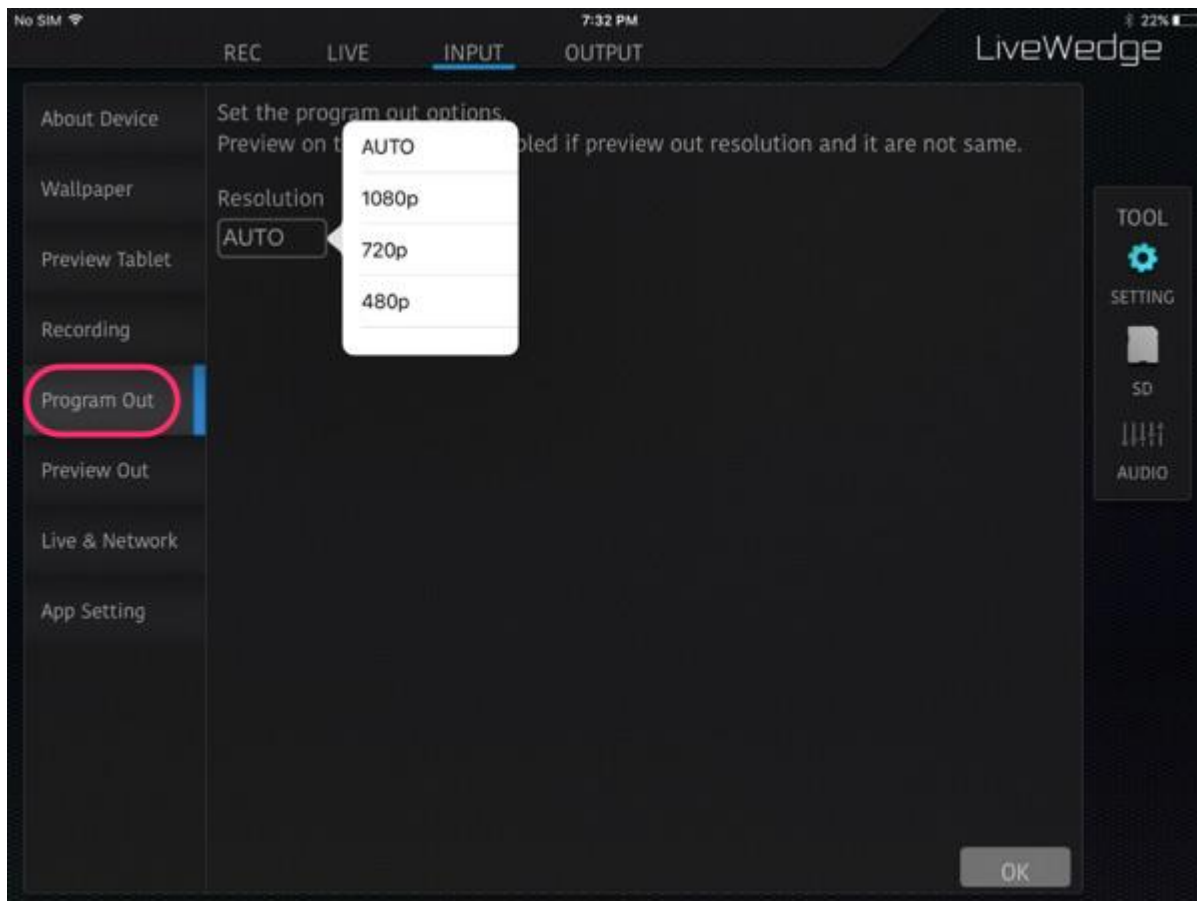 No SIM 7:32 PM 22%
REC LIVE INPUT OUTPUT LiveWedge
About Device
Wallpaper
Preview Tablet
Recording
Program Out
Preview Out
Live & Network
App Setting
Set the program out options.
Preview on t bled if preview out resolution and it are not same.
Resolution
AUTO
AUTO
1080p
720p
480p
TOOL
SETTING
SD
AUDIO
OK